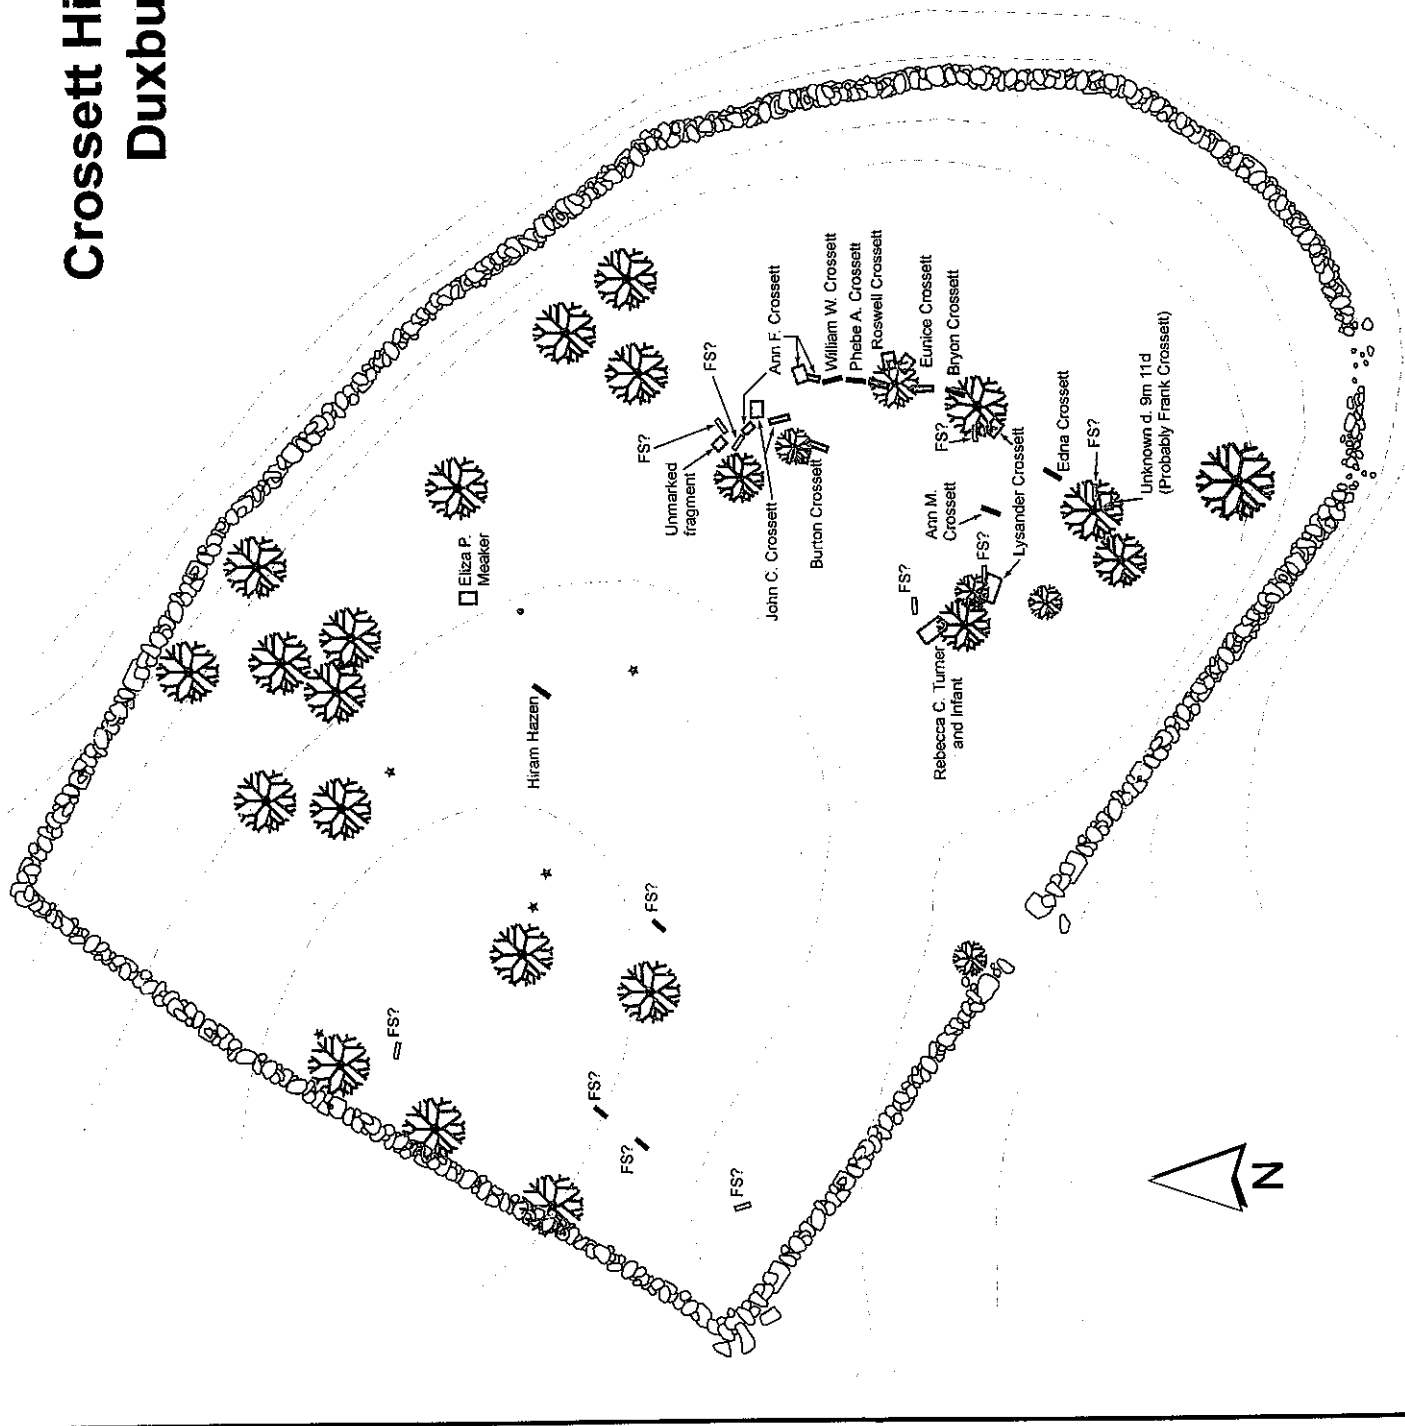 Crossett Hi
Duxbu
Eliza P.
Meaker
Hiram Hazen
FS?
Unmarked
fragment
FS?
Ann F. Crossett
William W. Crossett
Phebe A. Crossett
Roswell Crossett
Eunice Crossett
Bryon Crossett
John C. Crossett
Burton Crossett
FS?
Ann M.
Crossett
Lysander Crossett
Edna Crossett
FS?
Unknown d. 9m 11d
(Probably Frank Crossett)
FS?
FS?
Rebecca C. Turner
and Infant
FS?
FS?
FS?
FS?
FS?
N